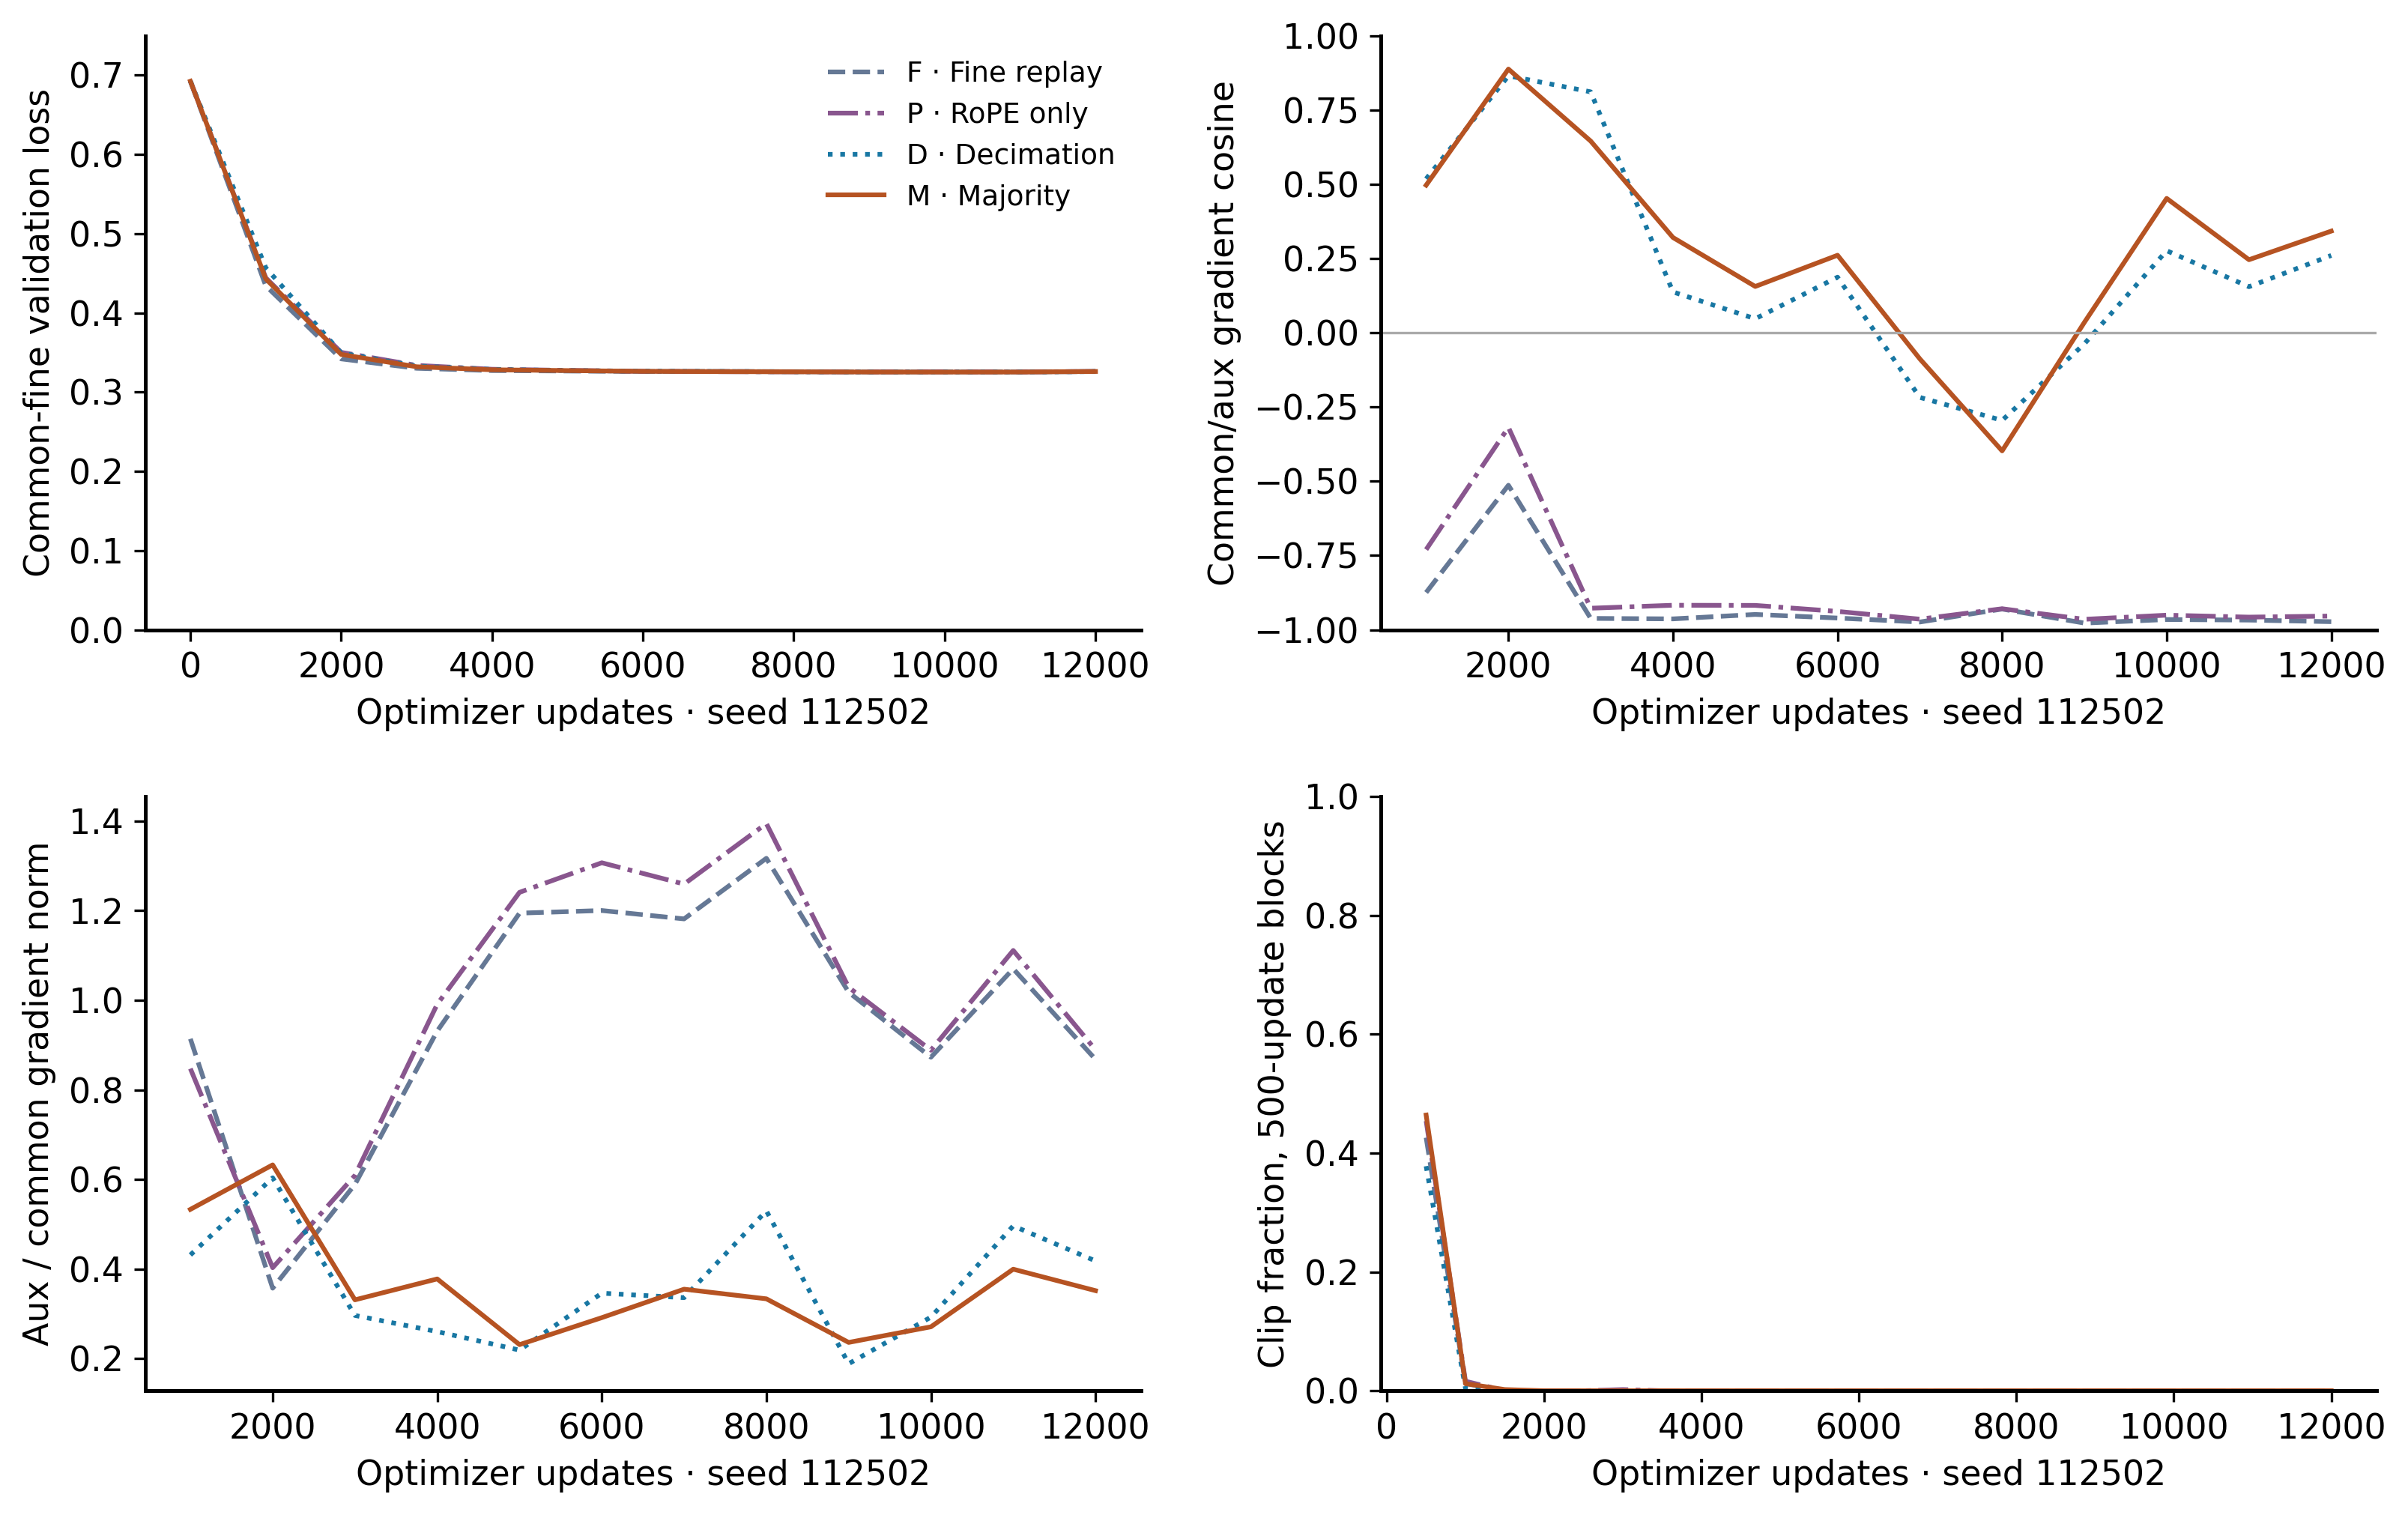 Common-fine validation loss
0.7
0.6
0.5
0.4
0.3
0.2
0.1
0.0
0 2000 4000 6000 8000 10000 12000
Optimizer updates · seed 112502
F · Fine replay
P · RoPE only
D · Decimation
M · Majority
Common/aux gradient cosine
1.00
0.75
0.50
0.25
0.00
−0.25
−0.50
−0.75
−1.00
2000 4000 6000 8000 10000 12000
Optimizer updates · seed 112502
Aux / common gradient norm
1.4
1.2
1.0
0.8
0.6
0.4
0.2
2000 4000 6000 8000 10000 12000
Optimizer updates · seed 112502
Clip fraction, 500-update blocks
1.0
0.8
0.6
0.4
0.2
0.0
0 2000 4000 6000 8000 10000 12000
Optimizer updates · seed 112502